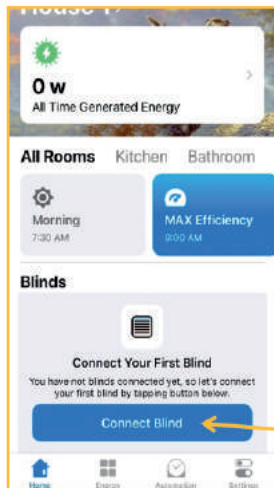 House 1
0 w
All Time Generated Energy
All Rooms Kitchen Bathroom
Morning
7:30 AM
MAX Efficiency
9:00 AM
Blinds
Connect Your First Blind
You have not blinds connected yet, so let's connect
your first blind by tapping button below.
Connect Blind
Home Energy Automation Settings